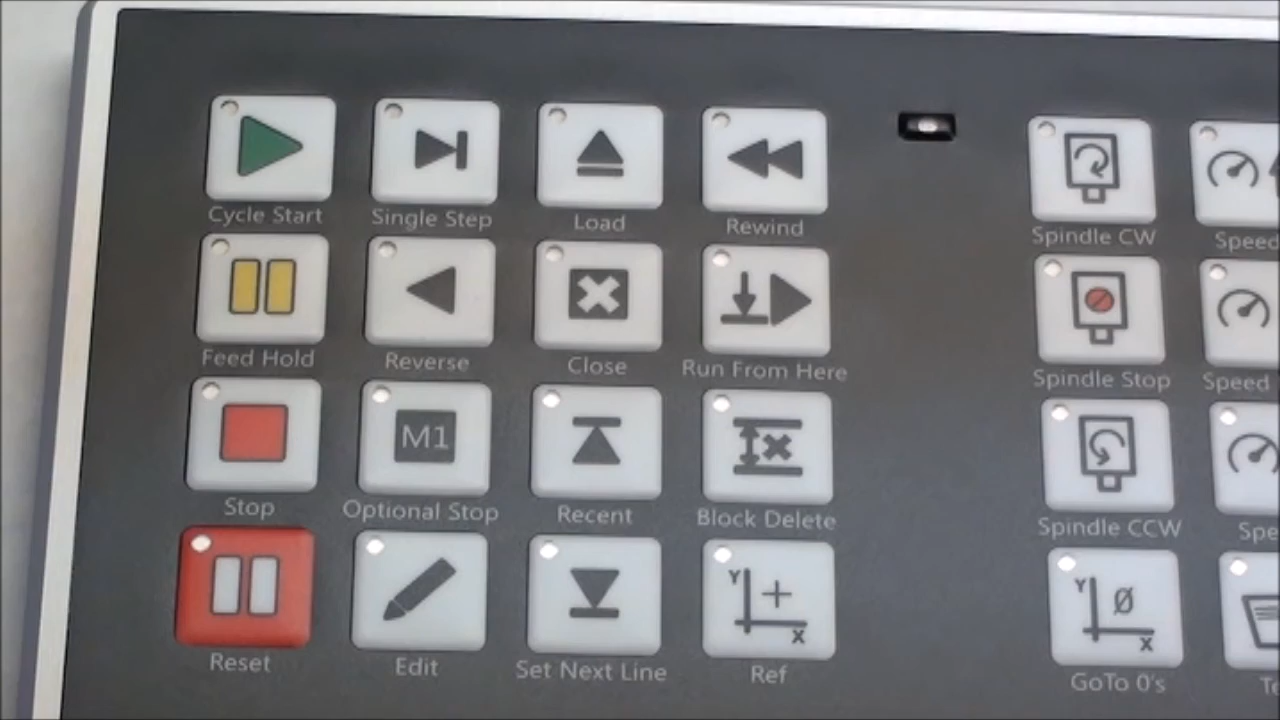 Cycle Start
Single Step
Load
Rewind
Spindle CW
Speed
Feed Hold
Reverse
Close
Run From Here
Spindle Stop
Speed
M1
Stop
Optional Stop
Recent
Block Delete
Spindle CCW
Y
X
Y
Ø
X
Reset
Edit
Set Next Line
Ref
GoTo 0's